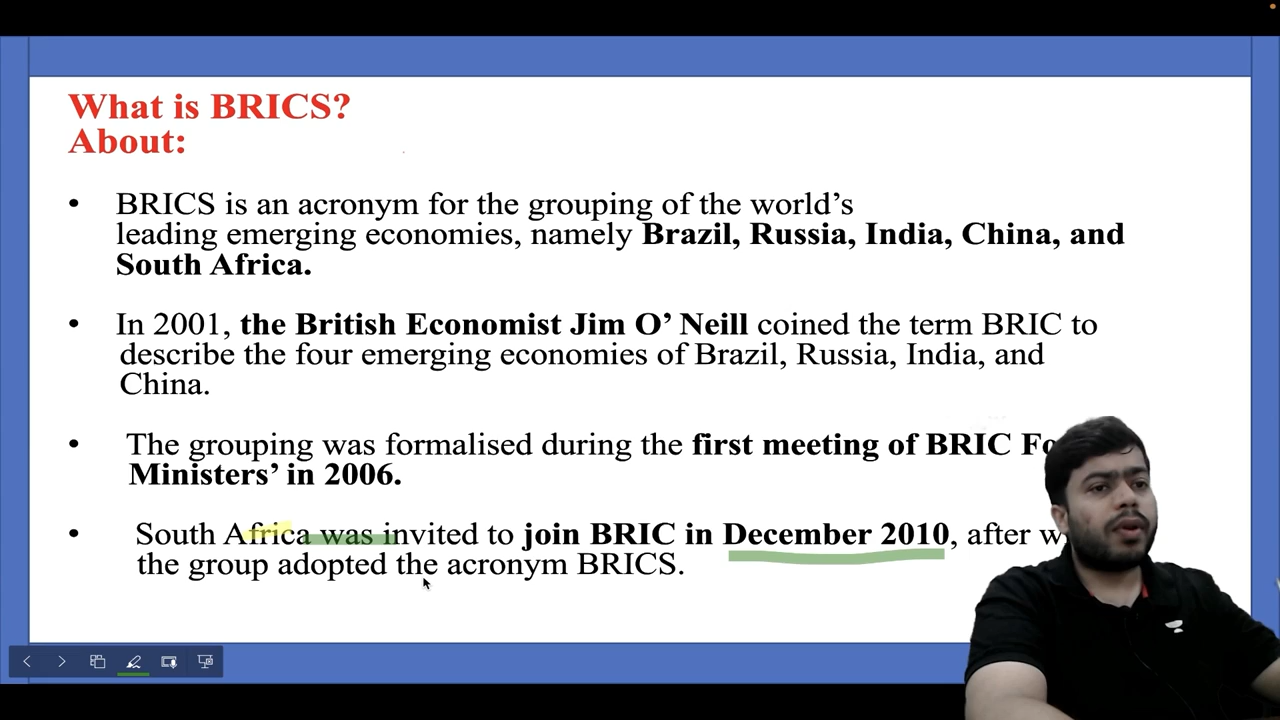 What is BRICS?
About:
• BRICS is an acronym for the grouping of the world's
leading emerging economies, namely Brazil, Russia, India, China, and
South Africa.
• In 2001, the British Economist Jim O' Neill coined the term BRIC to
describe the four emerging economies of Brazil, Russia, India, and
China.
• The grouping was formalised during the first meeting of BRIC
Ministers' in 2006.
• South Africa was invited to join BRIC in December 2010, after
the group adopted the acronym BRICS.